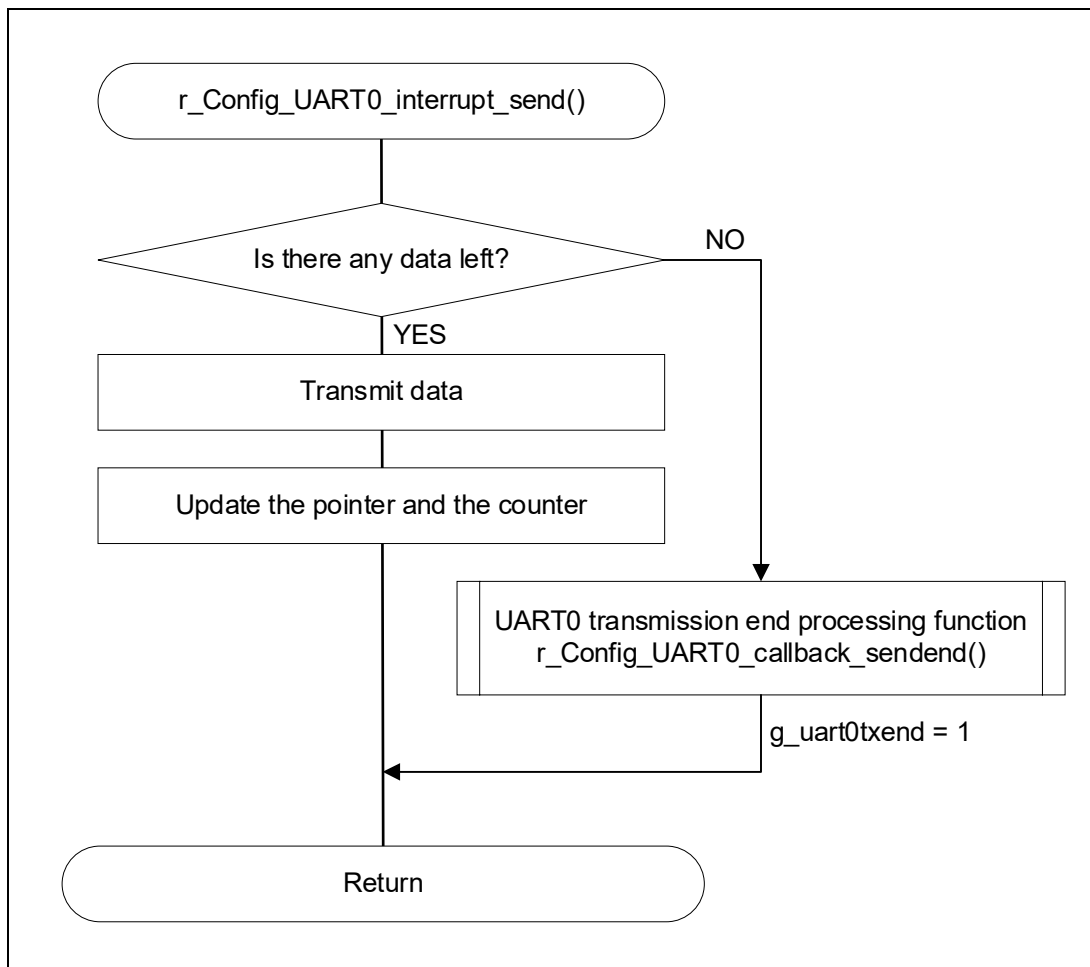 r_Config_UART0_interrupt_send()
Is there any data left?
NO
YES
Transmit data
Update the pointer and the counter
UART0 transmission end processing function
r_Config_UART0_callback_sendend()
g_uart0txend = 1
Return